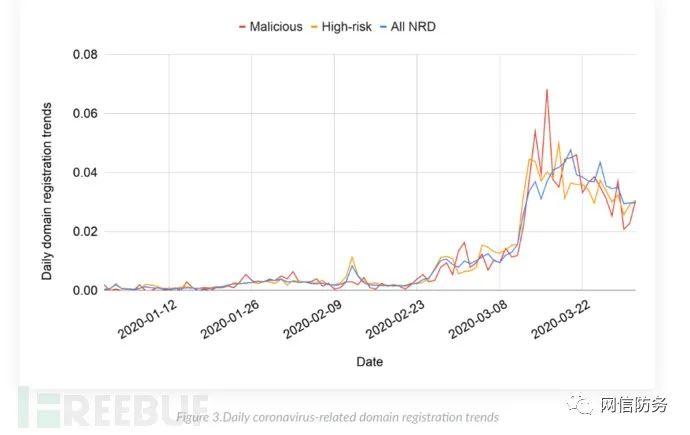 Malicious High-risk All NRD
0.08
0.06
0.04
0.02
0.00
Daily domain registration trends
2020-01-12 2020-01-26 2020-02-09 2020-02-23 2020-03-08 2020-03-22
Date
FREEBUF
Figure 3.Daily coronavirus-related domain registration trends
网信防务